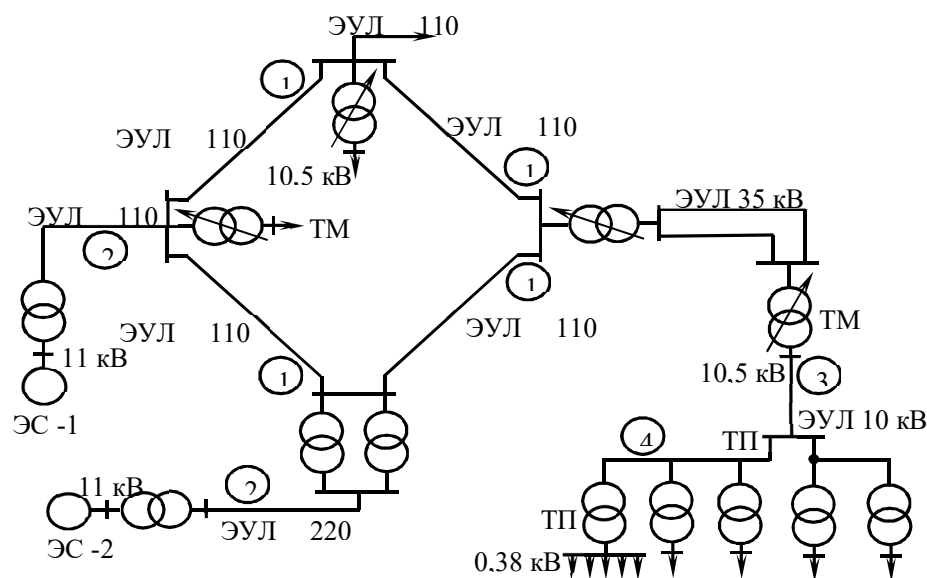 ЭУЛ 110
1
ЭУЛ 110
ЭУЛ 110
10,5 кВ
1
ЭУЛ 35 кВ
ЭУЛ 110
ТМ
2
1
ЭУЛ 110
ЭУЛ 110
ТМ
11 кВ
1
10,5 кВ
3
ЭС -1
ЭУЛ 10 кВ
4
ТП
11 кВ
2
ТП
ЭУЛ 220
ЭС -2
0,38 кВ